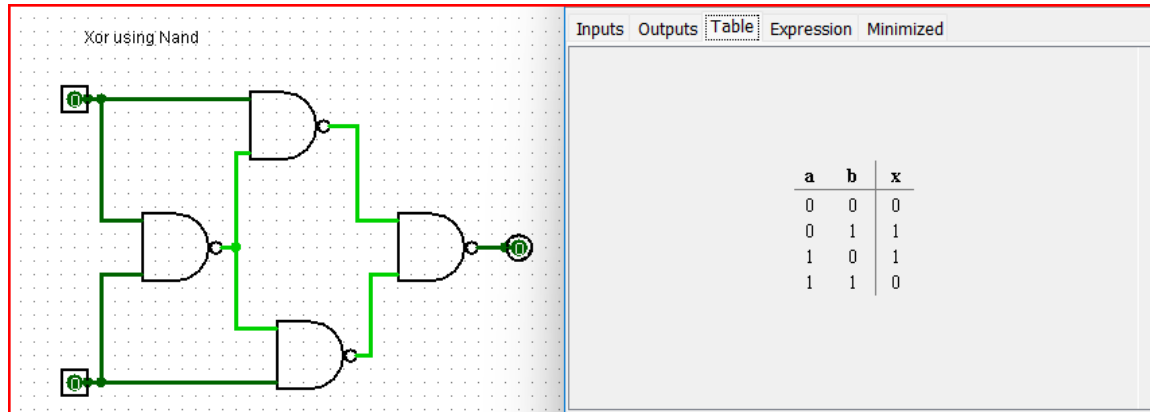 Xor using Nand
0
0
0
Inputs Outputs Table Expression Minimized
a b x
0 0 0
0 1 1
1 0 1
1 1 0